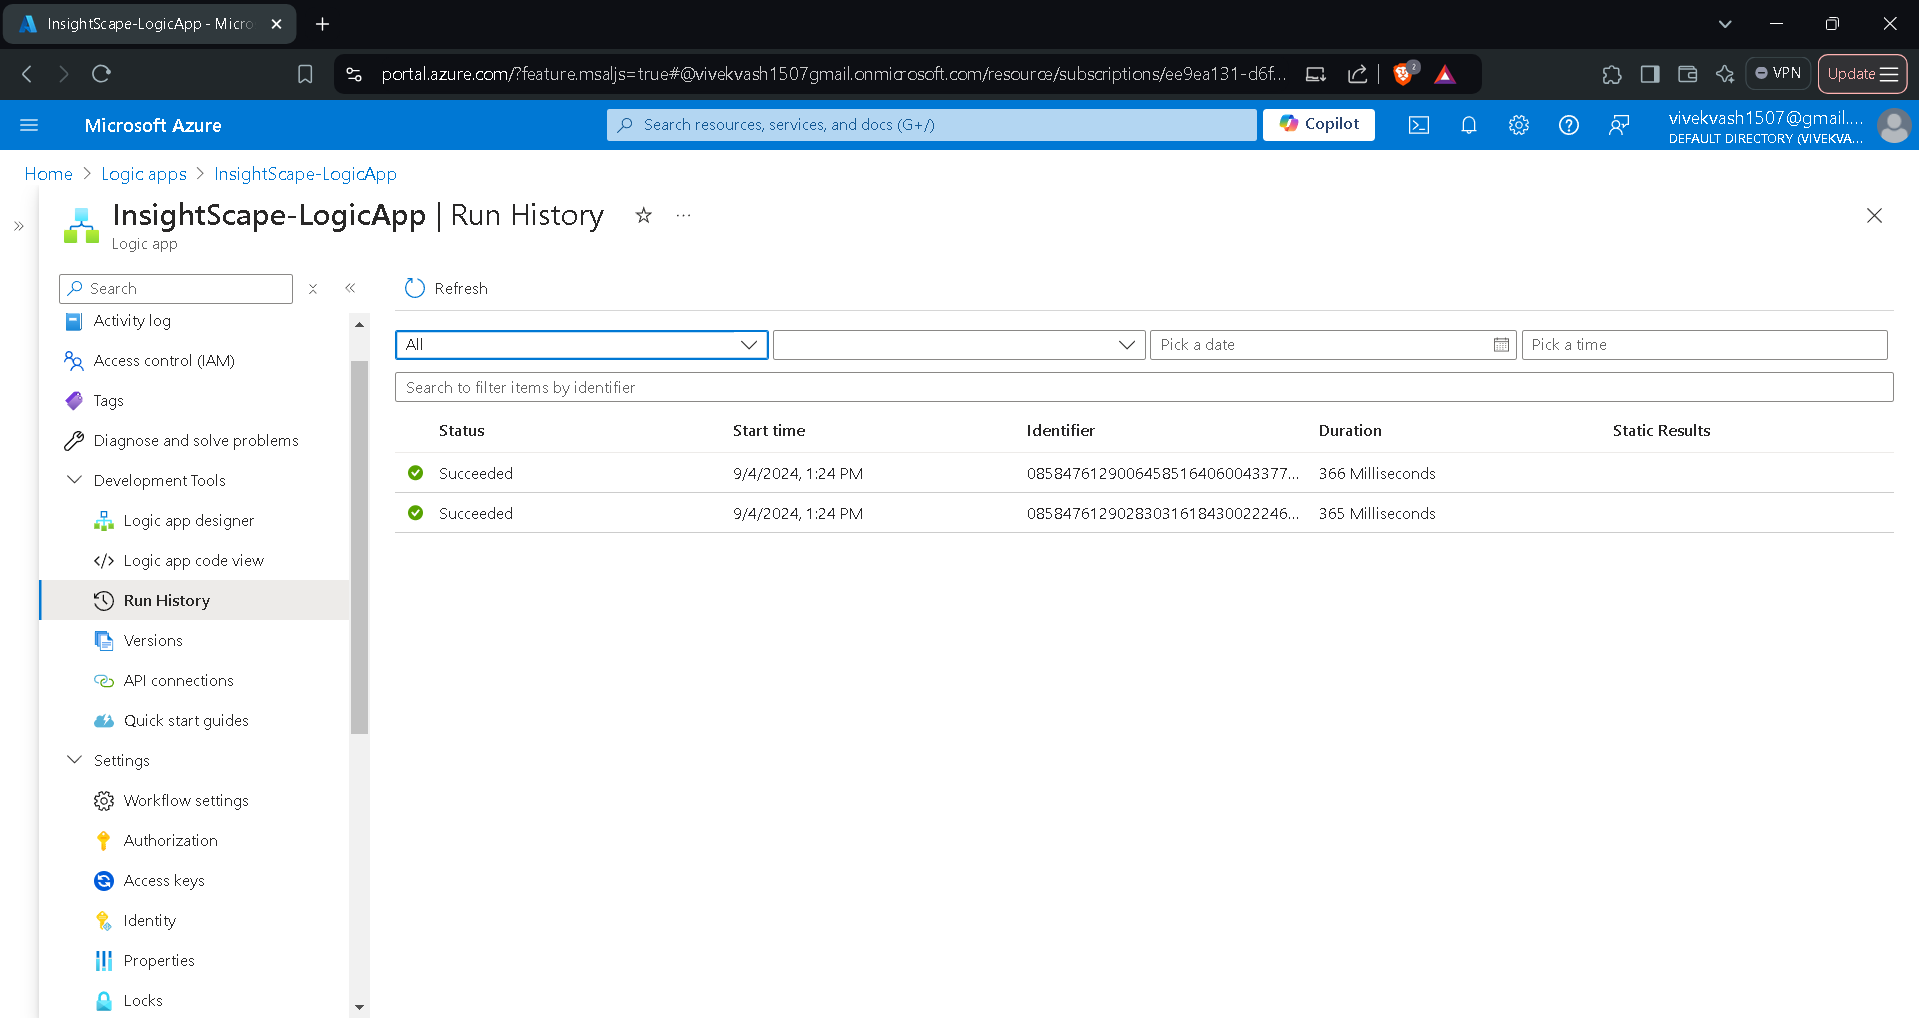 InsightScape-LogicApp - Micro
portal.azure.com/?feature.msaljs=true#@vivekvash1507gmail.onmicrosoft.com/resource/subscriptions/ee9ea131-d6f...
2
VPN
Update
Microsoft Azure
Search resources, services, and docs (G+/)
Copilot
vivekvash1507@gmail....
DEFAULT DIRECTORY (VIVEKVA...
Home > Logic apps > InsightScape-LogicApp
InsightScape-LogicApp | Run History
Logic app
Search
Refresh
Activity log
Access control (IAM)
Tags
Diagnose and solve problems
Development Tools
Logic app designer
Logic app code view
Run History
Versions
API connections
Quick start guides
Settings
Workflow settings
Authorization
Access keys
Identity
Properties
Locks
All
Pick a date
Pick a time
Search to filter items by identifier
Status Start time Identifier Duration Static Results
Succeeded 9/4/2024, 1:24 PM 08584761290064585164060043377... 366 Milliseconds
Succeeded 9/4/2024, 1:24 PM 08584761290283031618430022246... 365 Milliseconds